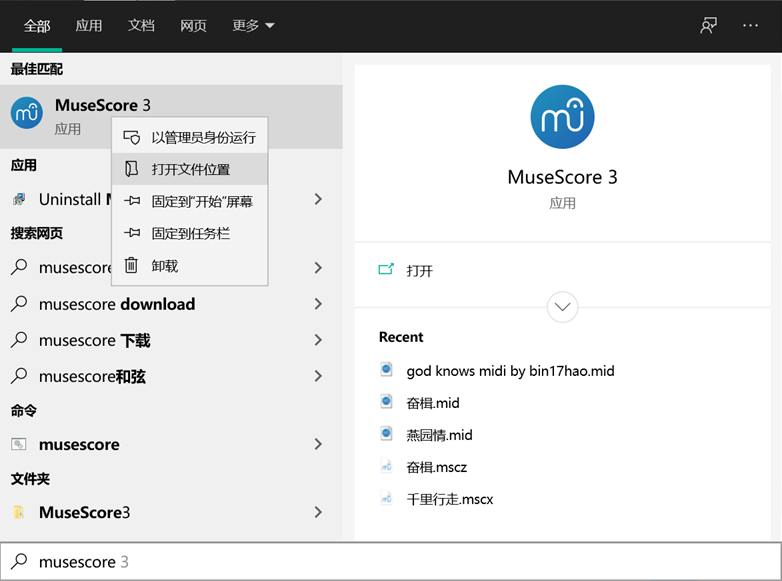 全部 应用 文档 网页 更多
最佳匹配
MuseScore 3
应用
以管理员身份运行
打开文件位置
固定到"开始"屏幕
固定到任务栏
卸载
应用
Uninstall
搜索网页
musescore
musescore download
musescore 下载
musescore和弦
命令
musescore
文件夹
MuseScore3
MuseScore 3
应用
打开
Recent
god knows midi by bin17hao.mid
奋楫.mid
燕园情.mid
奋楫.mscz
千里行走.mscx
musescore 3